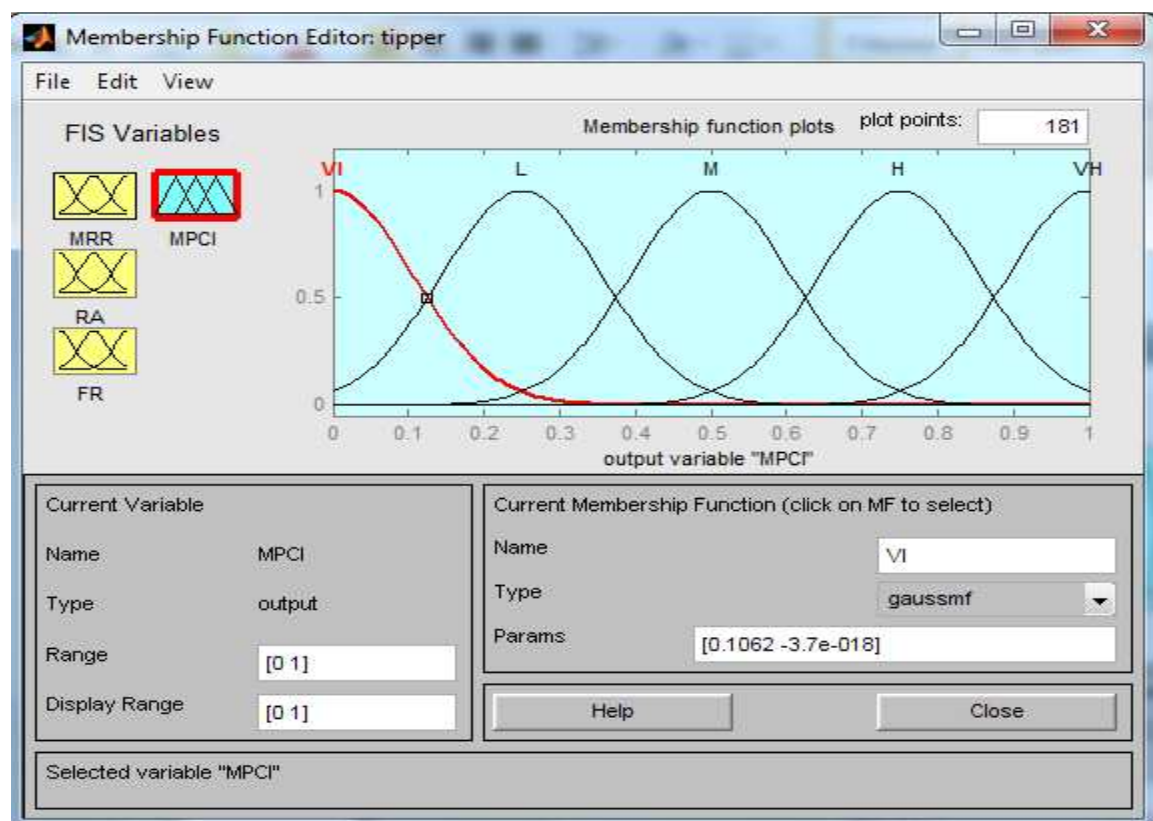 Membership Function Editor: tipper
File Edit View
FIS Variables
Membership function plots plot points: 181
MRR MPCI
RA
FR
VI L M H VH
1
0.5
0
0 0.1 0.2 0.3 0.4 0.5 0.6 0.7 0.8 0.9 1
output variable "MPCI"
Current Variable
Name MPCI
Type output
Range [0 1]
Display Range [0 1]
Current Membership Function (click on MF to select)
Name VI
Type gaussmf
Params [0.1062 -3.7e-018]
Help Close
Selected variable "MPCI"